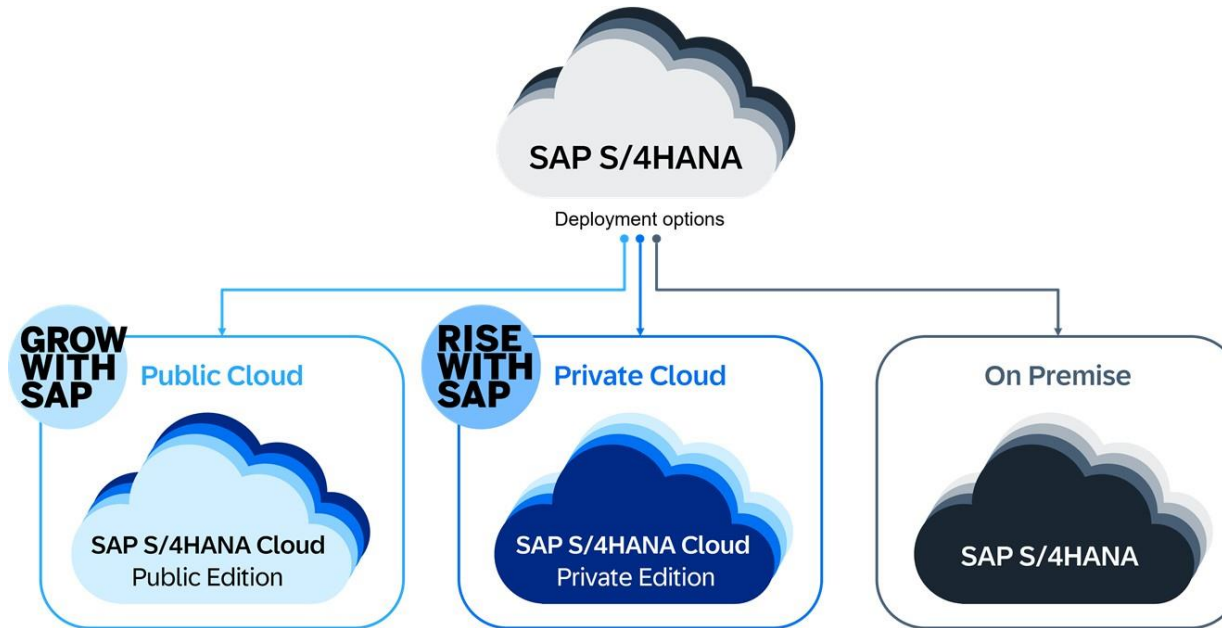 SAP S/4HANA
Deployment options
GROW
WITH
SAP
Public Cloud
SAP S/4HANA Cloud
Public Edition
RISE
WITH
SAP
Private Cloud
SAP S/4HANA Cloud
Private Edition
On Premise
SAP S/4HANA